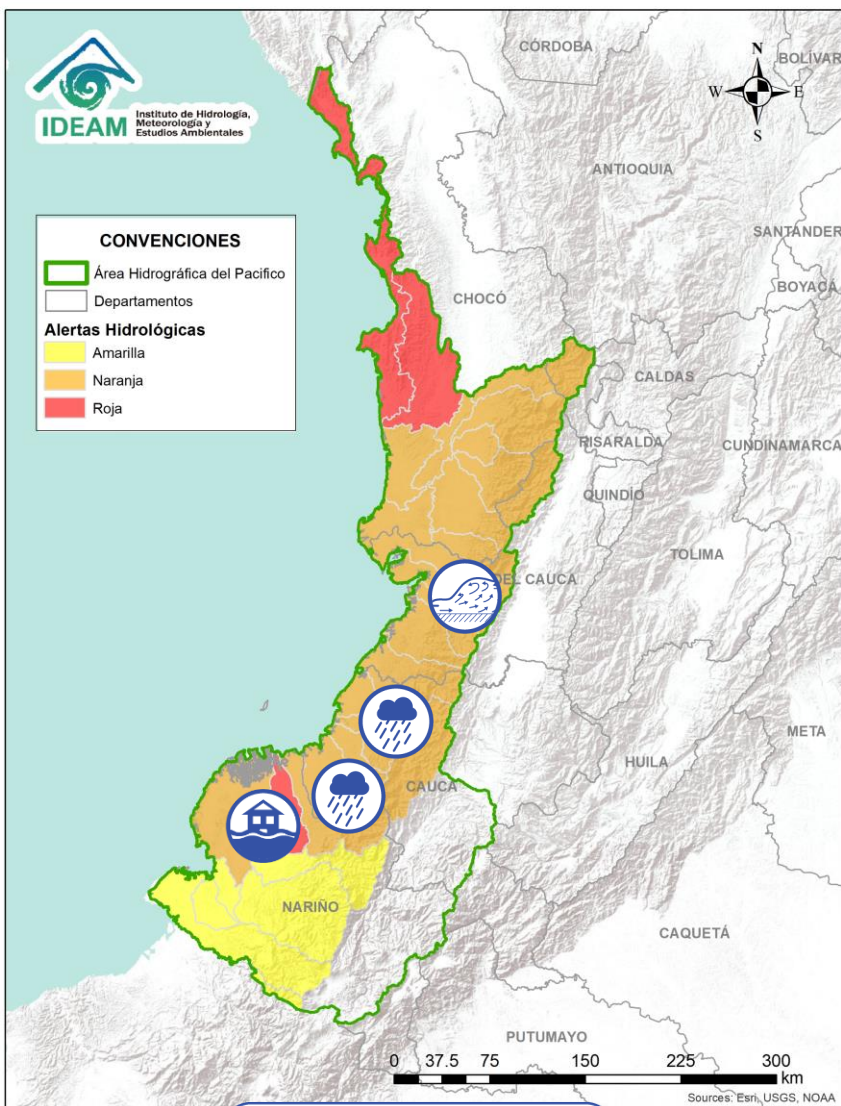 IDEAM
Instituto de Hidrología,
Meteorología y
Estudios Ambientales
N
W
E
S
CÓRDOBA
BOLÍVAR
ANTIOQUIA
SANTANDER
BOYACÁ
CHOCÓ
CALDAS
RISARALDA
CUNDINAMARCA
QUINDÍO
TOLIMA
DEL CAUCA
META
HUILA
CAUCA
NARIÑO
CAQUETÁ
PUTUMAYO
CONVENCIONES
Área Hidrográfica del Pacifico
Departamentos
Alertas Hidrológicas
Amarilla
Naranja
Roja
0 37.5 75 150 225 300
km
Sources: Esri, USGS, NOAA